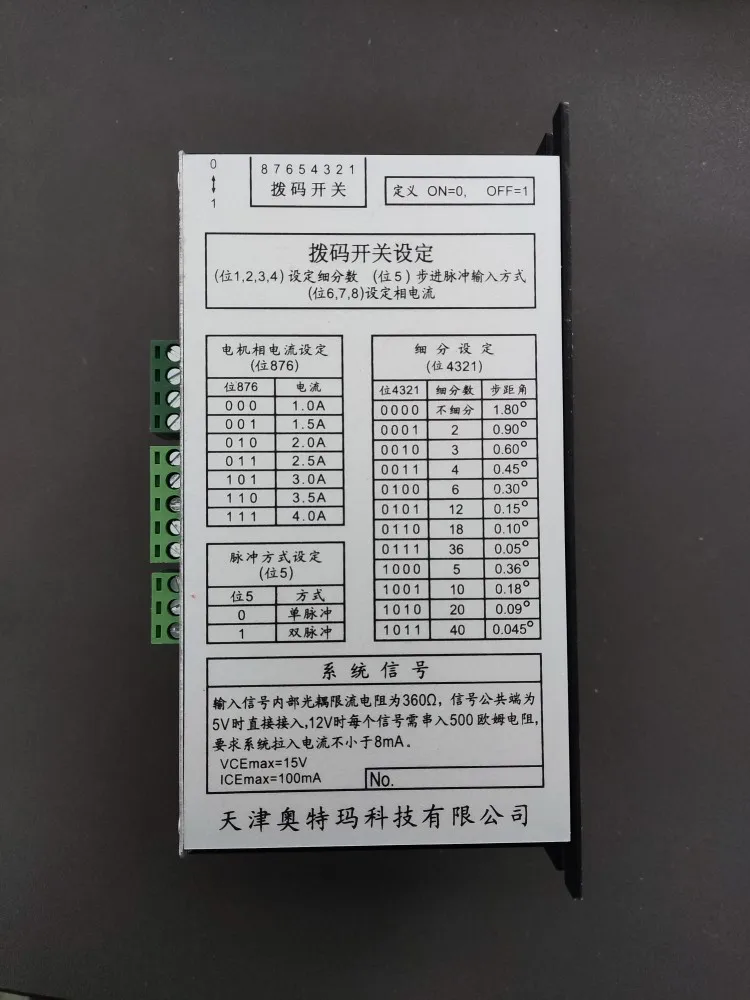 0
1
8 7 6 5 4 3 2 1
拨码开关
定义 ON=0, OFF=1
拨码开关设定
(位1,2,3,4) 设定细分数 (位5) 步进脉冲输入方式
(位6,7,8)设定相电流
电机相电流设定
(位876)
位876 电流
000 1.0A
001 1.5A
010 2.0A
011 2.5A
101 3.0A
110 3.5A
111 4.0A
脉冲方式设定
(位5)
位5 方式
0 单脉冲
1 双脉冲
细分设定
(位4321)
位4321 细分数 步距角
0000 不细分 1.80°
0001 2 0.90°
0010 3 0.60°
0011 4 0.45°
0100 6 0.30°
0101 12 0.15°
0110 18 0.10°
0111 36 0.05°
1000 5 0.36°
1001 10 0.18°
1010 20 0.09°
1011 40 0.045°
系统信号
输入信号内部光耦限流电阻为360Ω, 信号公共端为
5V时直接接入,12V时每个信号需串入500欧姆电阻,
要求系统拉入电流不小于8mA。
VCEmax=15V
ICEmax=100mA
No.
天津奥特玛科技有限公司